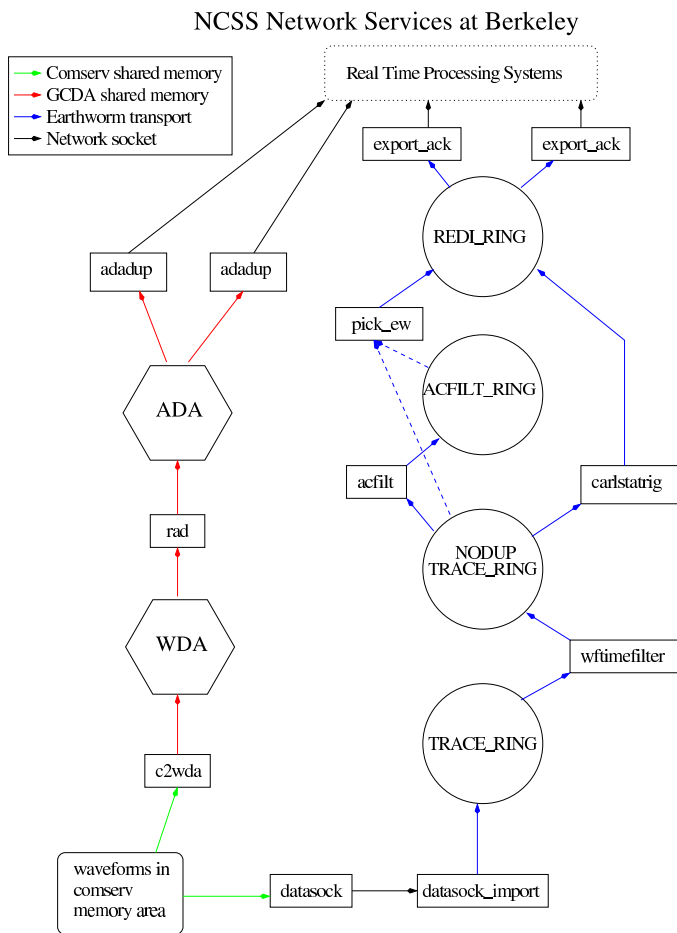 NCSS Network Services at Berkeley
Comserv shared memory
GCDA shared memory
Earthworm transport
Network socket
Real Time Processing Systems
export_ack
export_ack
REDI_RING
adadup
adadup
pick_ew
ADA
ACFILT_RING
acfilt
carlstatrig
rad
NODUP
TRACE_RING
WDA
wftimefilter
TRACE_RING
c2wda
waveforms in
comserv
memory area
datasock
datasock_import